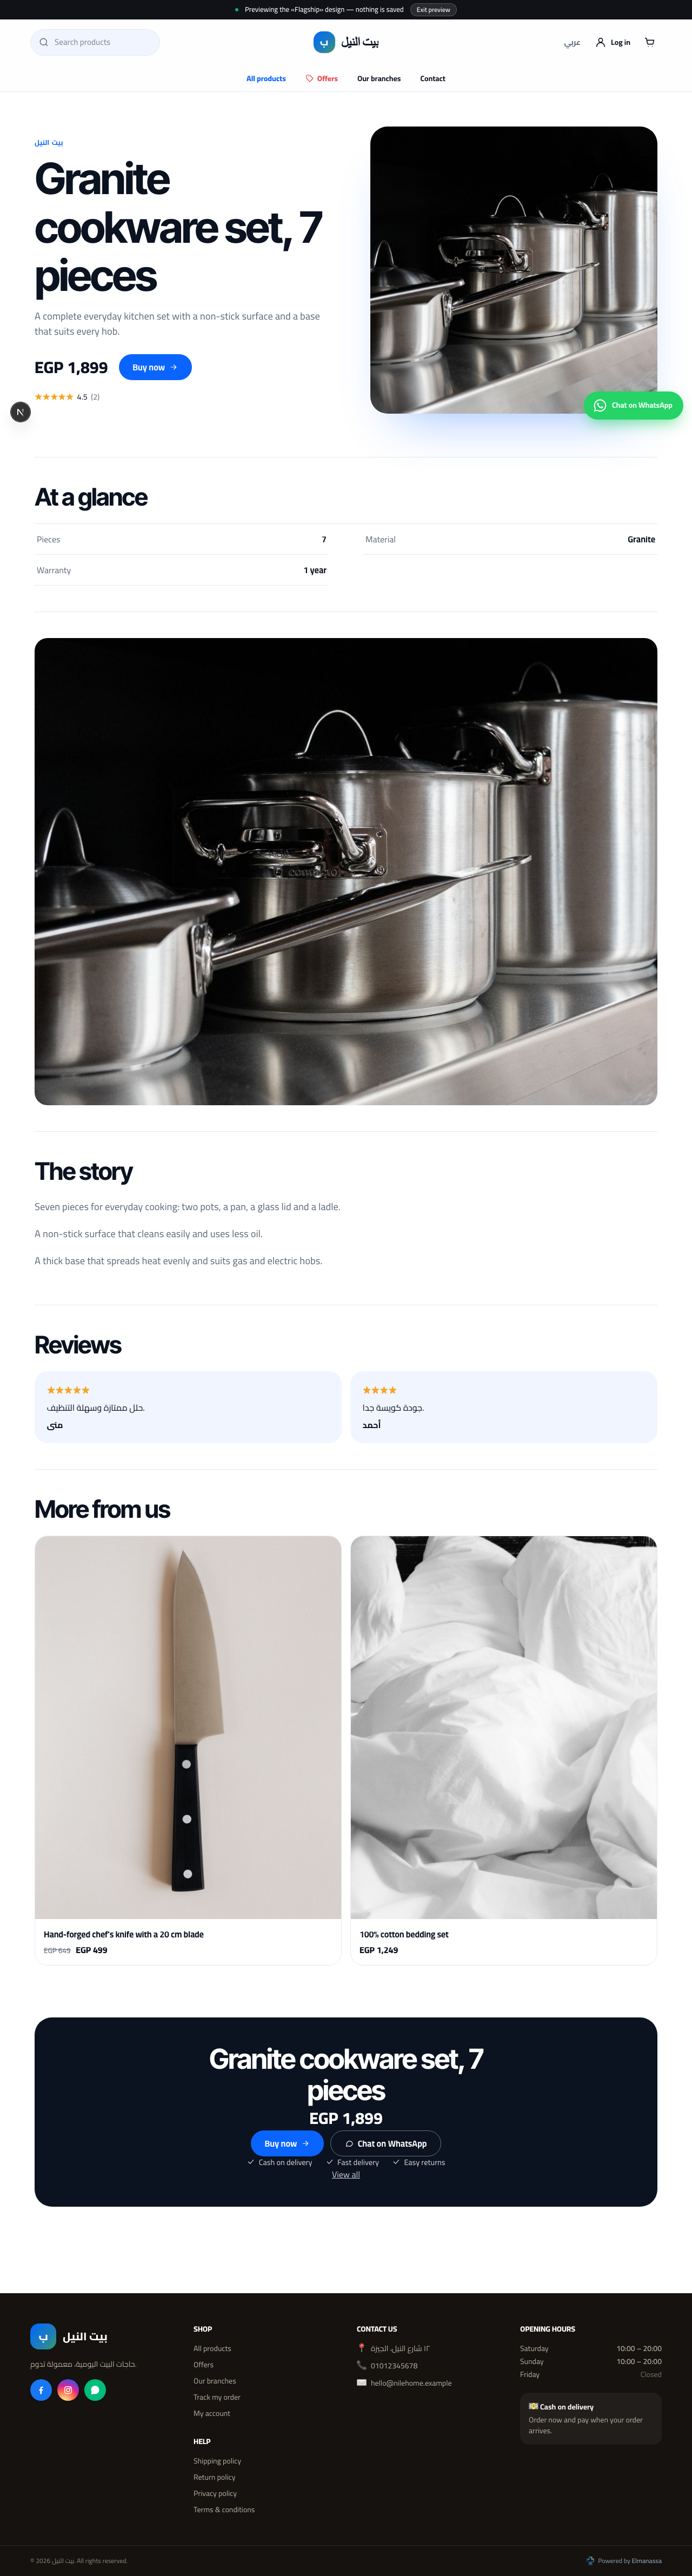 Previewing the «Flagship» design — nothing is saved Exit preview
Search products
ب بيت النيل
عربي Log in
All products Offers Our branches Contact
بيت النيل
Granite
cookware set, 7
pieces
A complete everyday kitchen set with a non-stick surface and a base
that suits every hob.
EGP 1,899 Buy now
4.5 (2)
N
Chat on WhatsApp
At a glance
Pieces 7
Material Granite
Warranty 1 year
The story
Seven pieces for everyday cooking: two pots, a pan, a glass lid and a ladle.
A non-stick surface that cleans easily and uses less oil.
A thick base that spreads heat evenly and suits gas and electric hobs.
Reviews
حلل ممتازة وسهلة التنظيف.
منى
جودة كويسة جدا.
أحمد
More from us
Hand-forged chef's knife with a 20 cm blade
EGP 649 EGP 499
100% cotton bedding set
EGP 1,249
Granite cookware set, 7
pieces
EGP 1,899
Buy now Chat on WhatsApp
Cash on delivery Fast delivery Easy returns
View all
ب بيت النيل
حاجات البيت اليومية، معمولة تدوم.
SHOP
All products
Offers
Our branches
Track my order
My account
HELP
Shipping policy
Return policy
Privacy policy
Terms & conditions
CONTACT US
١٢ شارع النيل، الجيزة
01012345678
hello@nilehome.example
OPENING HOURS
Saturday 10:00 – 20:00
Sunday 10:00 – 20:00
Friday Closed
Cash on delivery
Order now and pay when your order
arrives.
© 2026 بيت النيل. All rights reserved.
Powered by Elmanassa